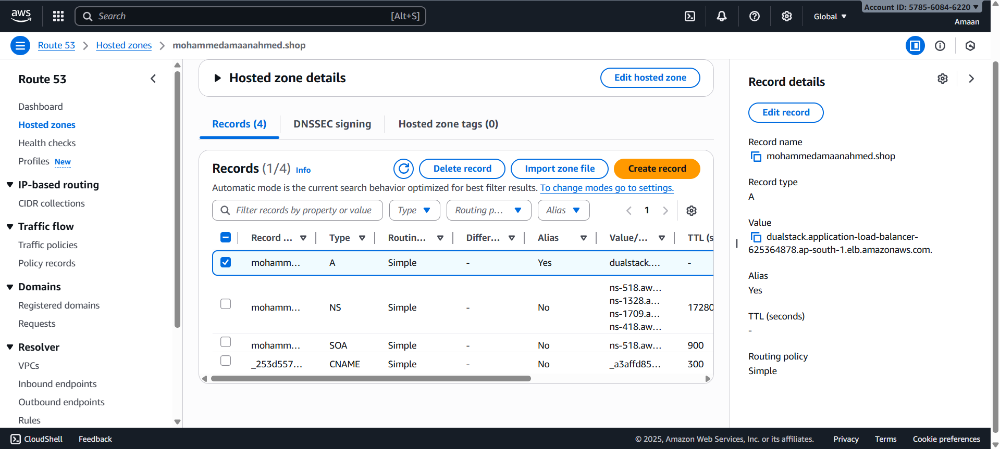 aws
Search
[Alt+S]
Global
Account ID: 5785-6084-6220
Amaan
Route 53
Hosted zones
mohammedamaanahmed.shop
Route 53
Dashboard
Hosted zones
Health checks
Profiles New
IP-based routing
CIDR collections
Traffic flow
Traffic policies
Policy records
Domains
Registered domains
Requests
Resolver
VPCs
Inbound endpoints
Outbound endpoints
Rules
Hosted zone details
Edit hosted zone
Records (4)
DNSSEC signing
Hosted zone tags (0)
Records (1/4) Info
Delete record
Import zone file
Create record
Automatic mode is the current search behavior optimized for best filter results. To change modes go to settings.
Filter records by property or value
Type
Routing p...
Alias
1
Record ... Type Routin... Differ... Alias Value/... TTL (s
mohamm... A Simple - Yes dualstack.... -
mohamm... NS Simple - No ns-518.aw... 17280
ns-1328.a...
ns-1709.a...
ns-418.aw...
mohamm... SOA Simple - No ns-518.aw... 900
_253d557... CNAME Simple - No _a3affd85... 300
Record details
Edit record
Record name
mohammedamaanahmed.shop
Record type
A
Value
dualstack.application-load-balancer-
625364878.ap-south-1.elb.amazonaws.com.
Alias
Yes
TTL (seconds)
-
Routing policy
Simple
CloudShell
Feedback
© 2025, Amazon Web Services, Inc. or its affiliates.
Privacy
Terms
Cookie preferences